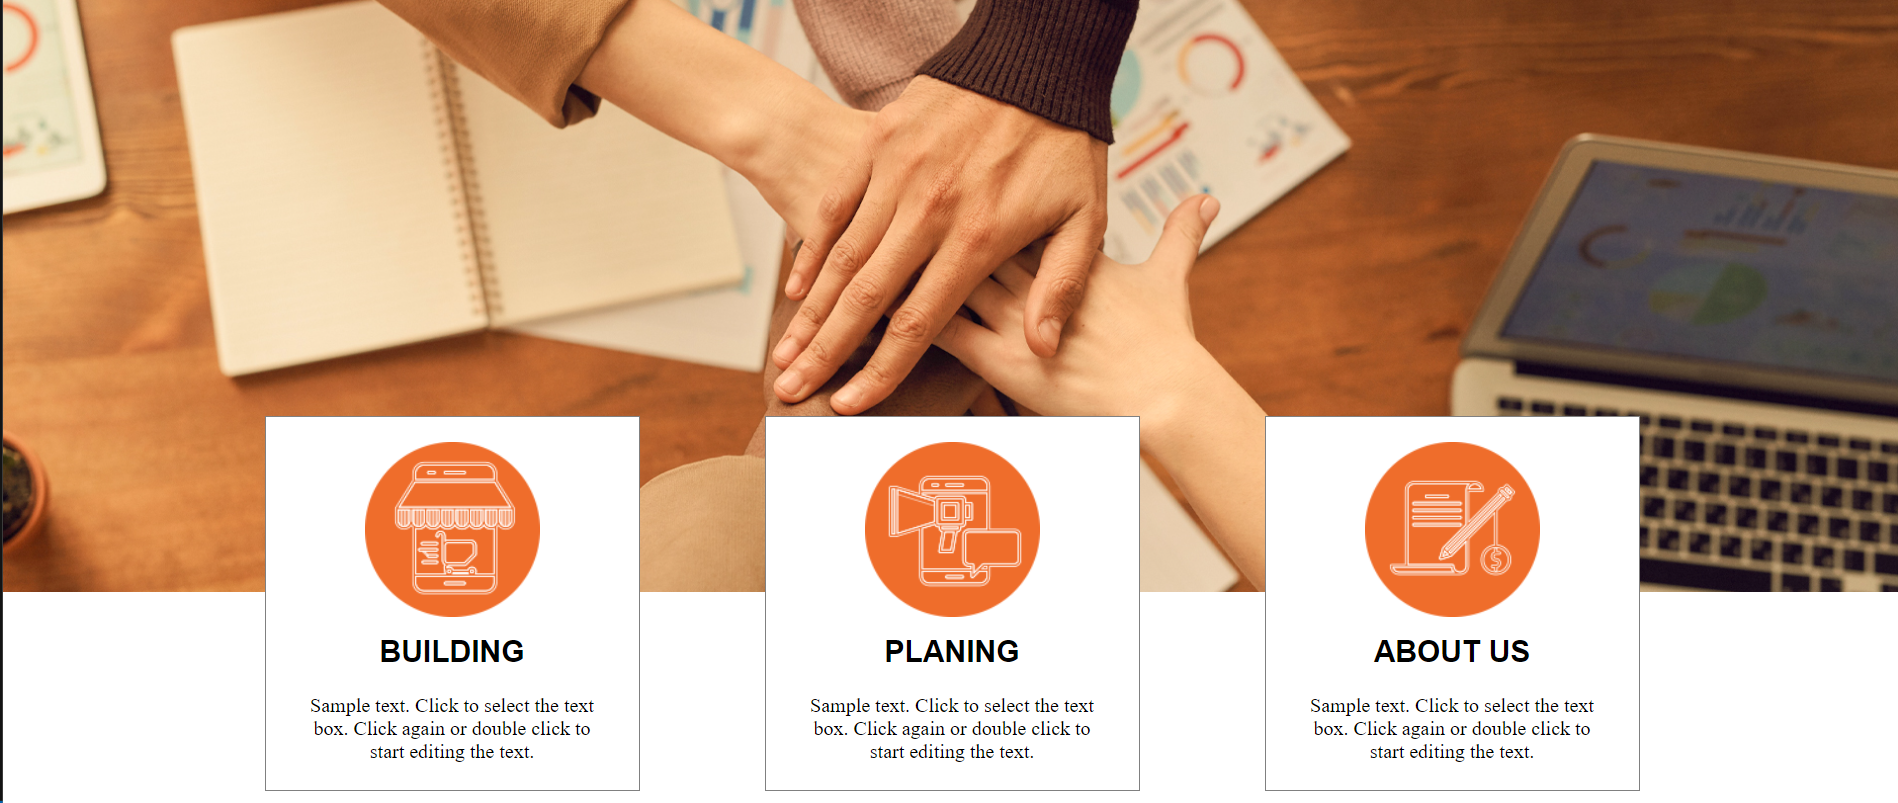 BUILDING
Sample text. Click to select the text
box. Click again or double click to
start editing the text.
PLANING
Sample text. Click to select the text
box. Click again or double click to
start editing the text.
ABOUT US
Sample text. Click to select the text
box. Click again or double click to
start editing the text.